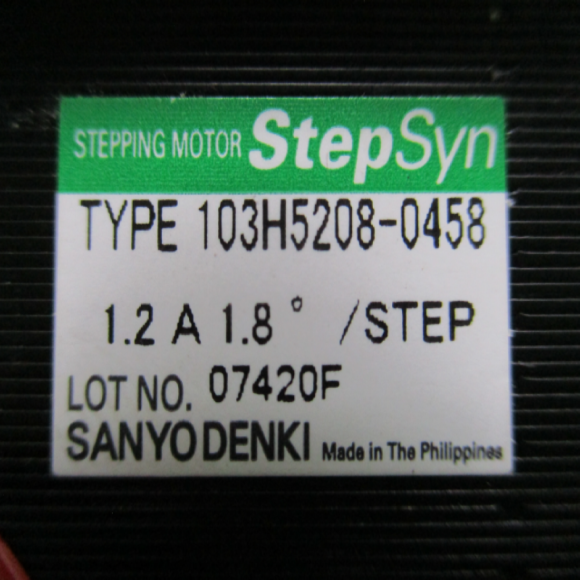 STEPPING MOTOR StepSyn
TYPE 103H5208-0458
1.2 A 1.8 ° /STEP
LOT NO. 07420F
SANYO DENKI Made in The Philippines